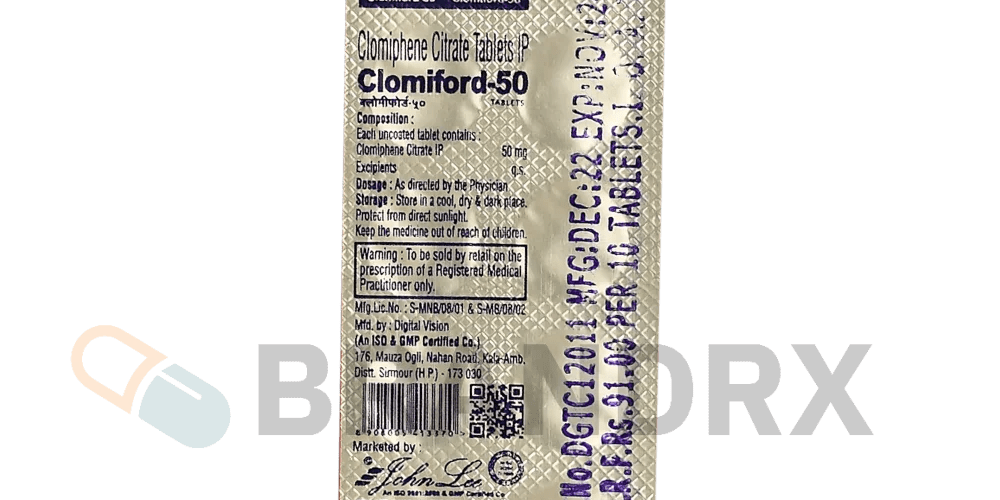 Clomiphene Citrate Tablets IP
Clomiford-50
क्लोमीफोर्ड-५०
TABLETS
Composition :
Each uncoated tablet contains :
Clomiphene Citrate IP 50 mg
Excipients q.s.
Dosage : As directed by the Physician
Storage : Store in a cool, dry & dark place.
Protect from direct sunlight.
Keep the medicine out of reach of children.
Warning : To be sold by retail on the
prescription of a Registered Medical
Practitioner only.
Mfg.Lic.No. : S-MNB/08/01 & S-MB/08/02
Mfd. by : Digital Vision
(An ISO & GMP Certified Co.)
176, Mauza Ogli, Nahan Road, Kala-Amb.
Distt. Sirmour (H P.) - 173 030
Marketed by :
John Lee
No.DGTC12011 MFG:DEC:22 EXP:NOV:2
.R.P.Rs.91.00 PER 10 TABLETS.
RX